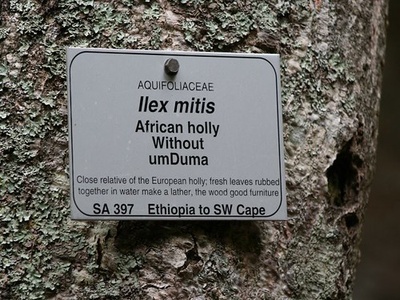 AQUIFOLIACEAE
Ilex mitis
African holly
Without
umDuma
Close relative of the European holly; fresh leaves rubbed
together in water make a lather, the wood good furniture
SA 397 Ethiopia to SW Cape